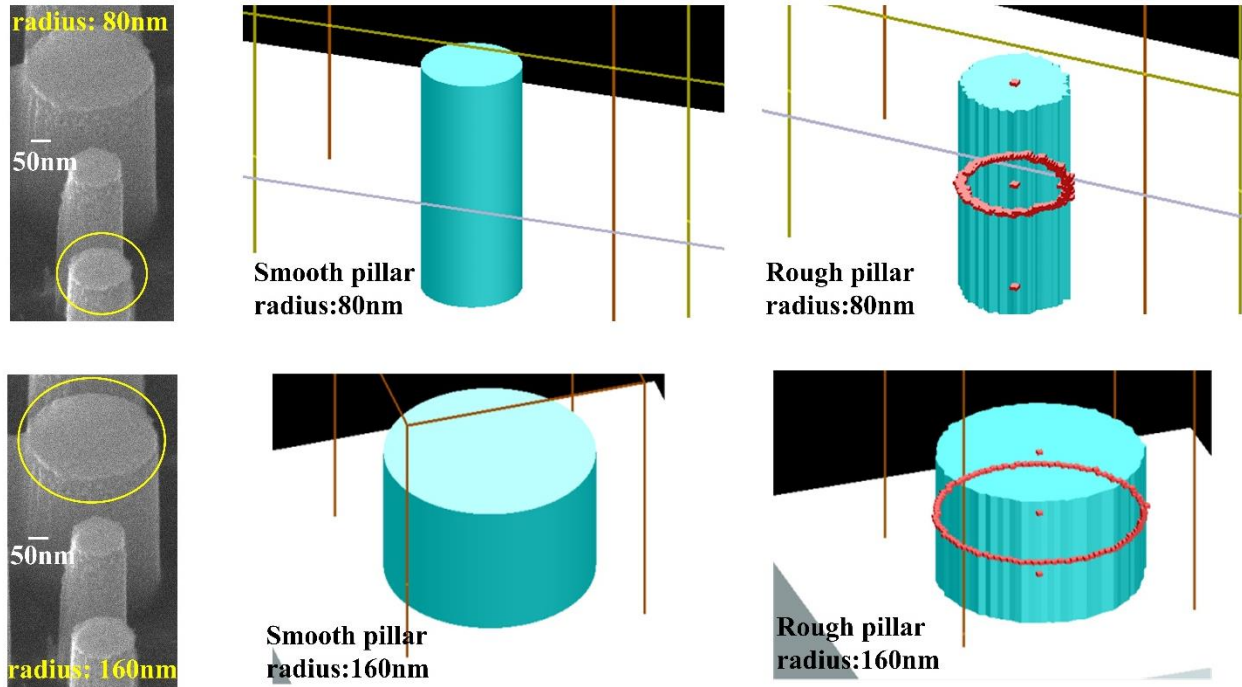 radius: 80nm
50nm
Smooth pillar
radius:80nm
Rough pillar
radius:80nm
50nm
radius: 160nm
Smooth pillar
radius:160nm
Rough pillar
radius:160nm